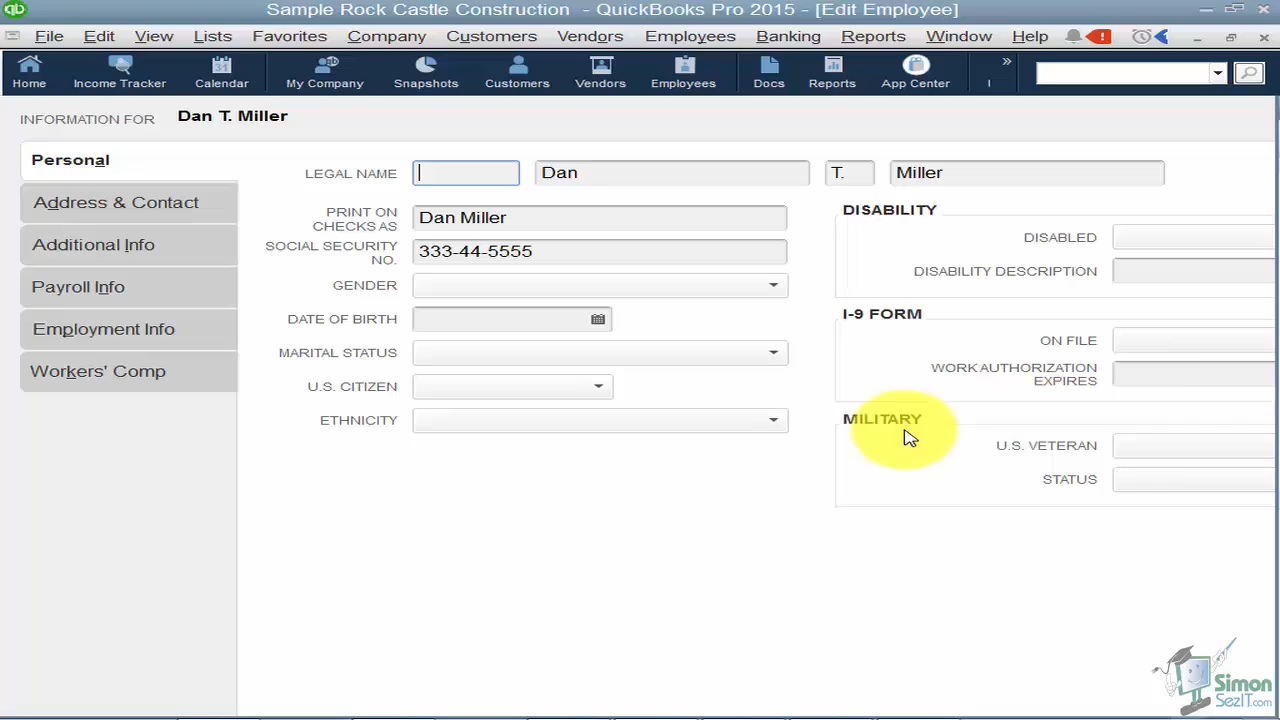 Sample Rock Castle Construction - QuickBooks Pro 2015 - [Edit Employee]
qb
File Edit View Lists Favorites Company Customers Vendors Employees Banking Reports Window Help
Home Income Tracker Calendar My Company Snapshots Customers Vendors Employees Docs Reports App Center
INFORMATION FOR Dan T. Miller
Personal
Address & Contact
Additional Info
Payroll Info
Employment Info
Workers' Comp
LEGAL NAME Dan T. Miller
PRINT ON CHECKS AS Dan Miller
SOCIAL SECURITY NO. 333-44-5555
GENDER
DATE OF BIRTH
MARITAL STATUS
U.S. CITIZEN
ETHNICITY
DISABILITY
DISABLED
DISABILITY DESCRIPTION
I-9 FORM
ON FILE
WORK AUTHORIZATION EXPIRES
MILITARY
U.S. VETERAN
STATUS
Simon
SezIT.com